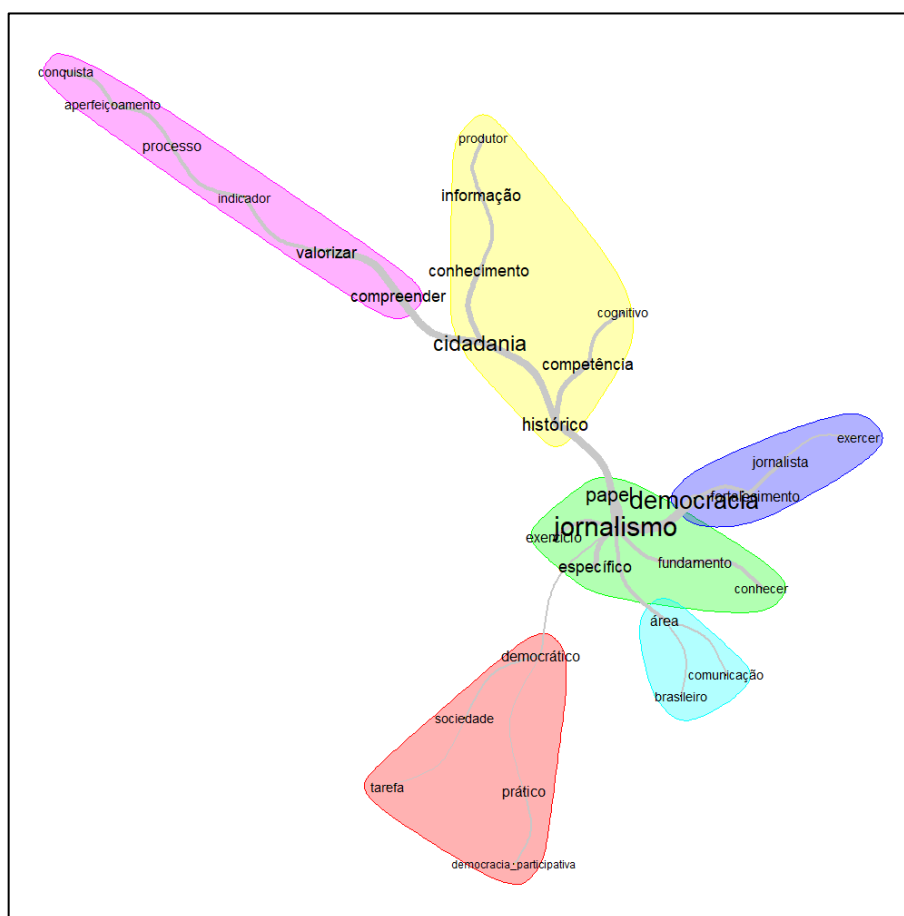 conquista
aperfeiçoamento
processo
indicador
valorizar
compreender
produtor
informação
conhecimento
cidadania
cognitivo
competência
histórico
exercer
jornalista
fortalecimento
papel
democracia
jornalismo
exercício
específico
fundamento
conhecer
área
comunicação
brasileiro
democrático
sociedade
tarefa
prático
democracia_participativa